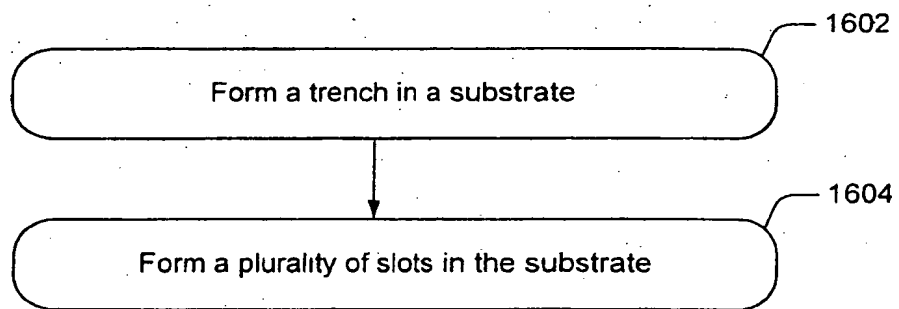 1602
Form a trench in a substrate
1604
Form a plurality of slots in the substrate